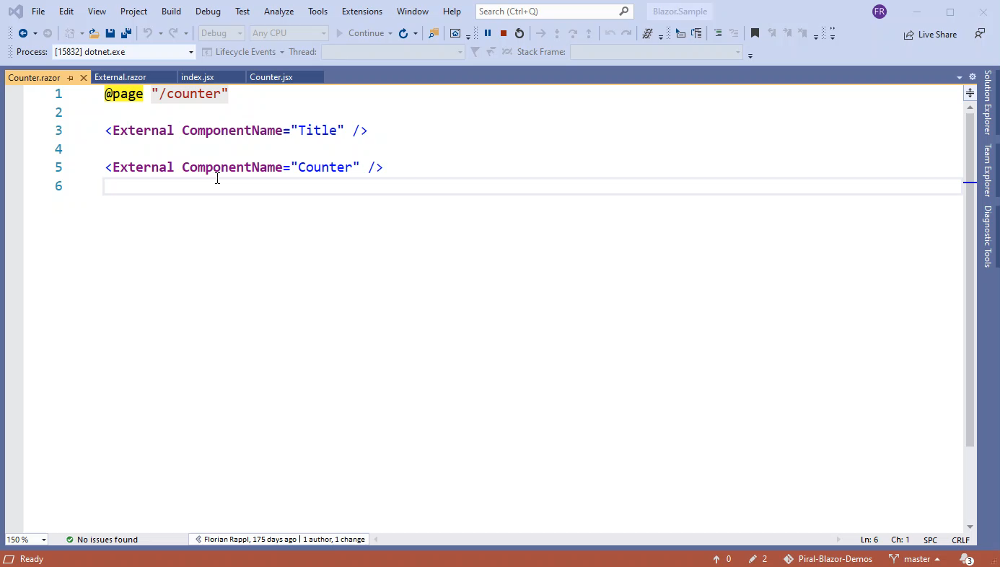 File Edit View Project Build Debug Test Analyze Tools Extensions Window Help Search (Ctrl+Q) Blazor.Sample FR
Debug Any CPU Continue Live Share
Process: [15832] dotnet.exe Lifecycle Events Thread: Stack Frame:
Counter.razor External.razor index.jsx Counter.jsx
1 @page "/counter"
2
3 <External ComponentName="Title" />
4
5 <External ComponentName="Counter" />
6
Solution Explorer
Team Explorer
Diagnostic Tools
150 % No issues found Florian Rappl, 175 days ago | 1 author, 1 change Ln: 6 Ch: 1 SPC CRLF
Ready 0 2 Piral-Blazor-Demos master 3